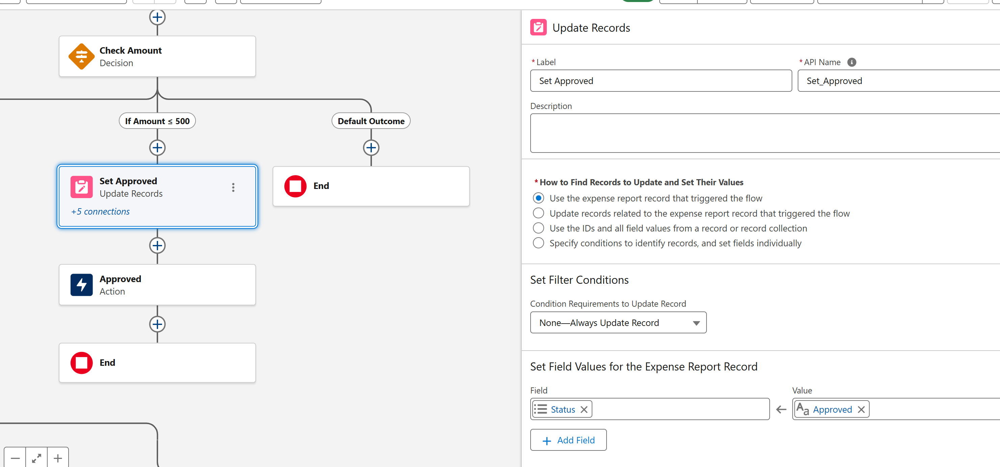 Check Amount
Decision
If Amount ≤ 500
Default Outcome
Set Approved
Update Records
+5 connections
End
Approved
Action
End
Update Records
* Label
* API Name
Set Approved
Set_Approved
Description
* How to Find Records to Update and Set Their Values
Use the expense report record that triggered the flow
Update records related to the expense report record that triggered the flow
Use the IDs and all field values from a record or record collection
Specify conditions to identify records, and set fields individually
Set Filter Conditions
Condition Requirements to Update Record
None—Always Update Record
Set Field Values for the Expense Report Record
Field
Value
Status
Aa Approved
+ Add Field